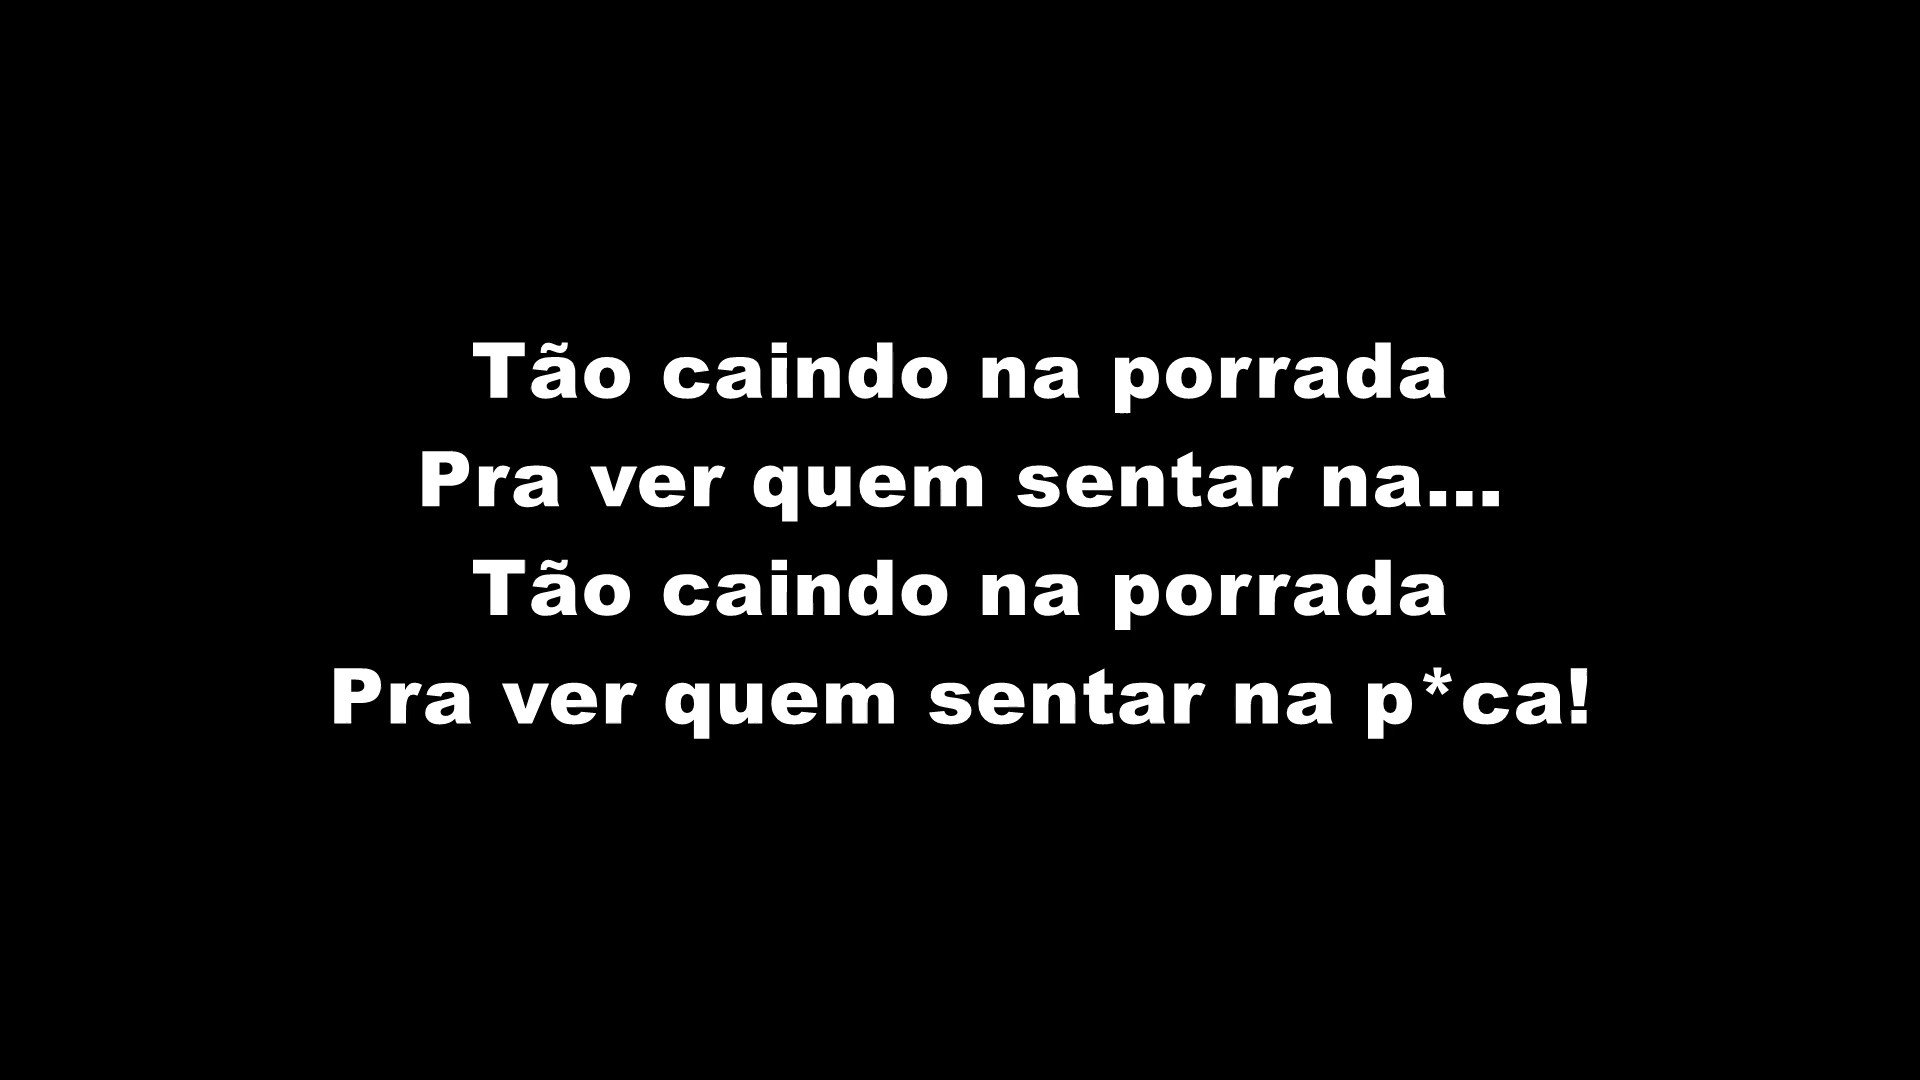 Tão caindo na porrada
Pra ver quem sentar na...
Tão caindo na porrada
Pra ver quem sentar na p*ca!